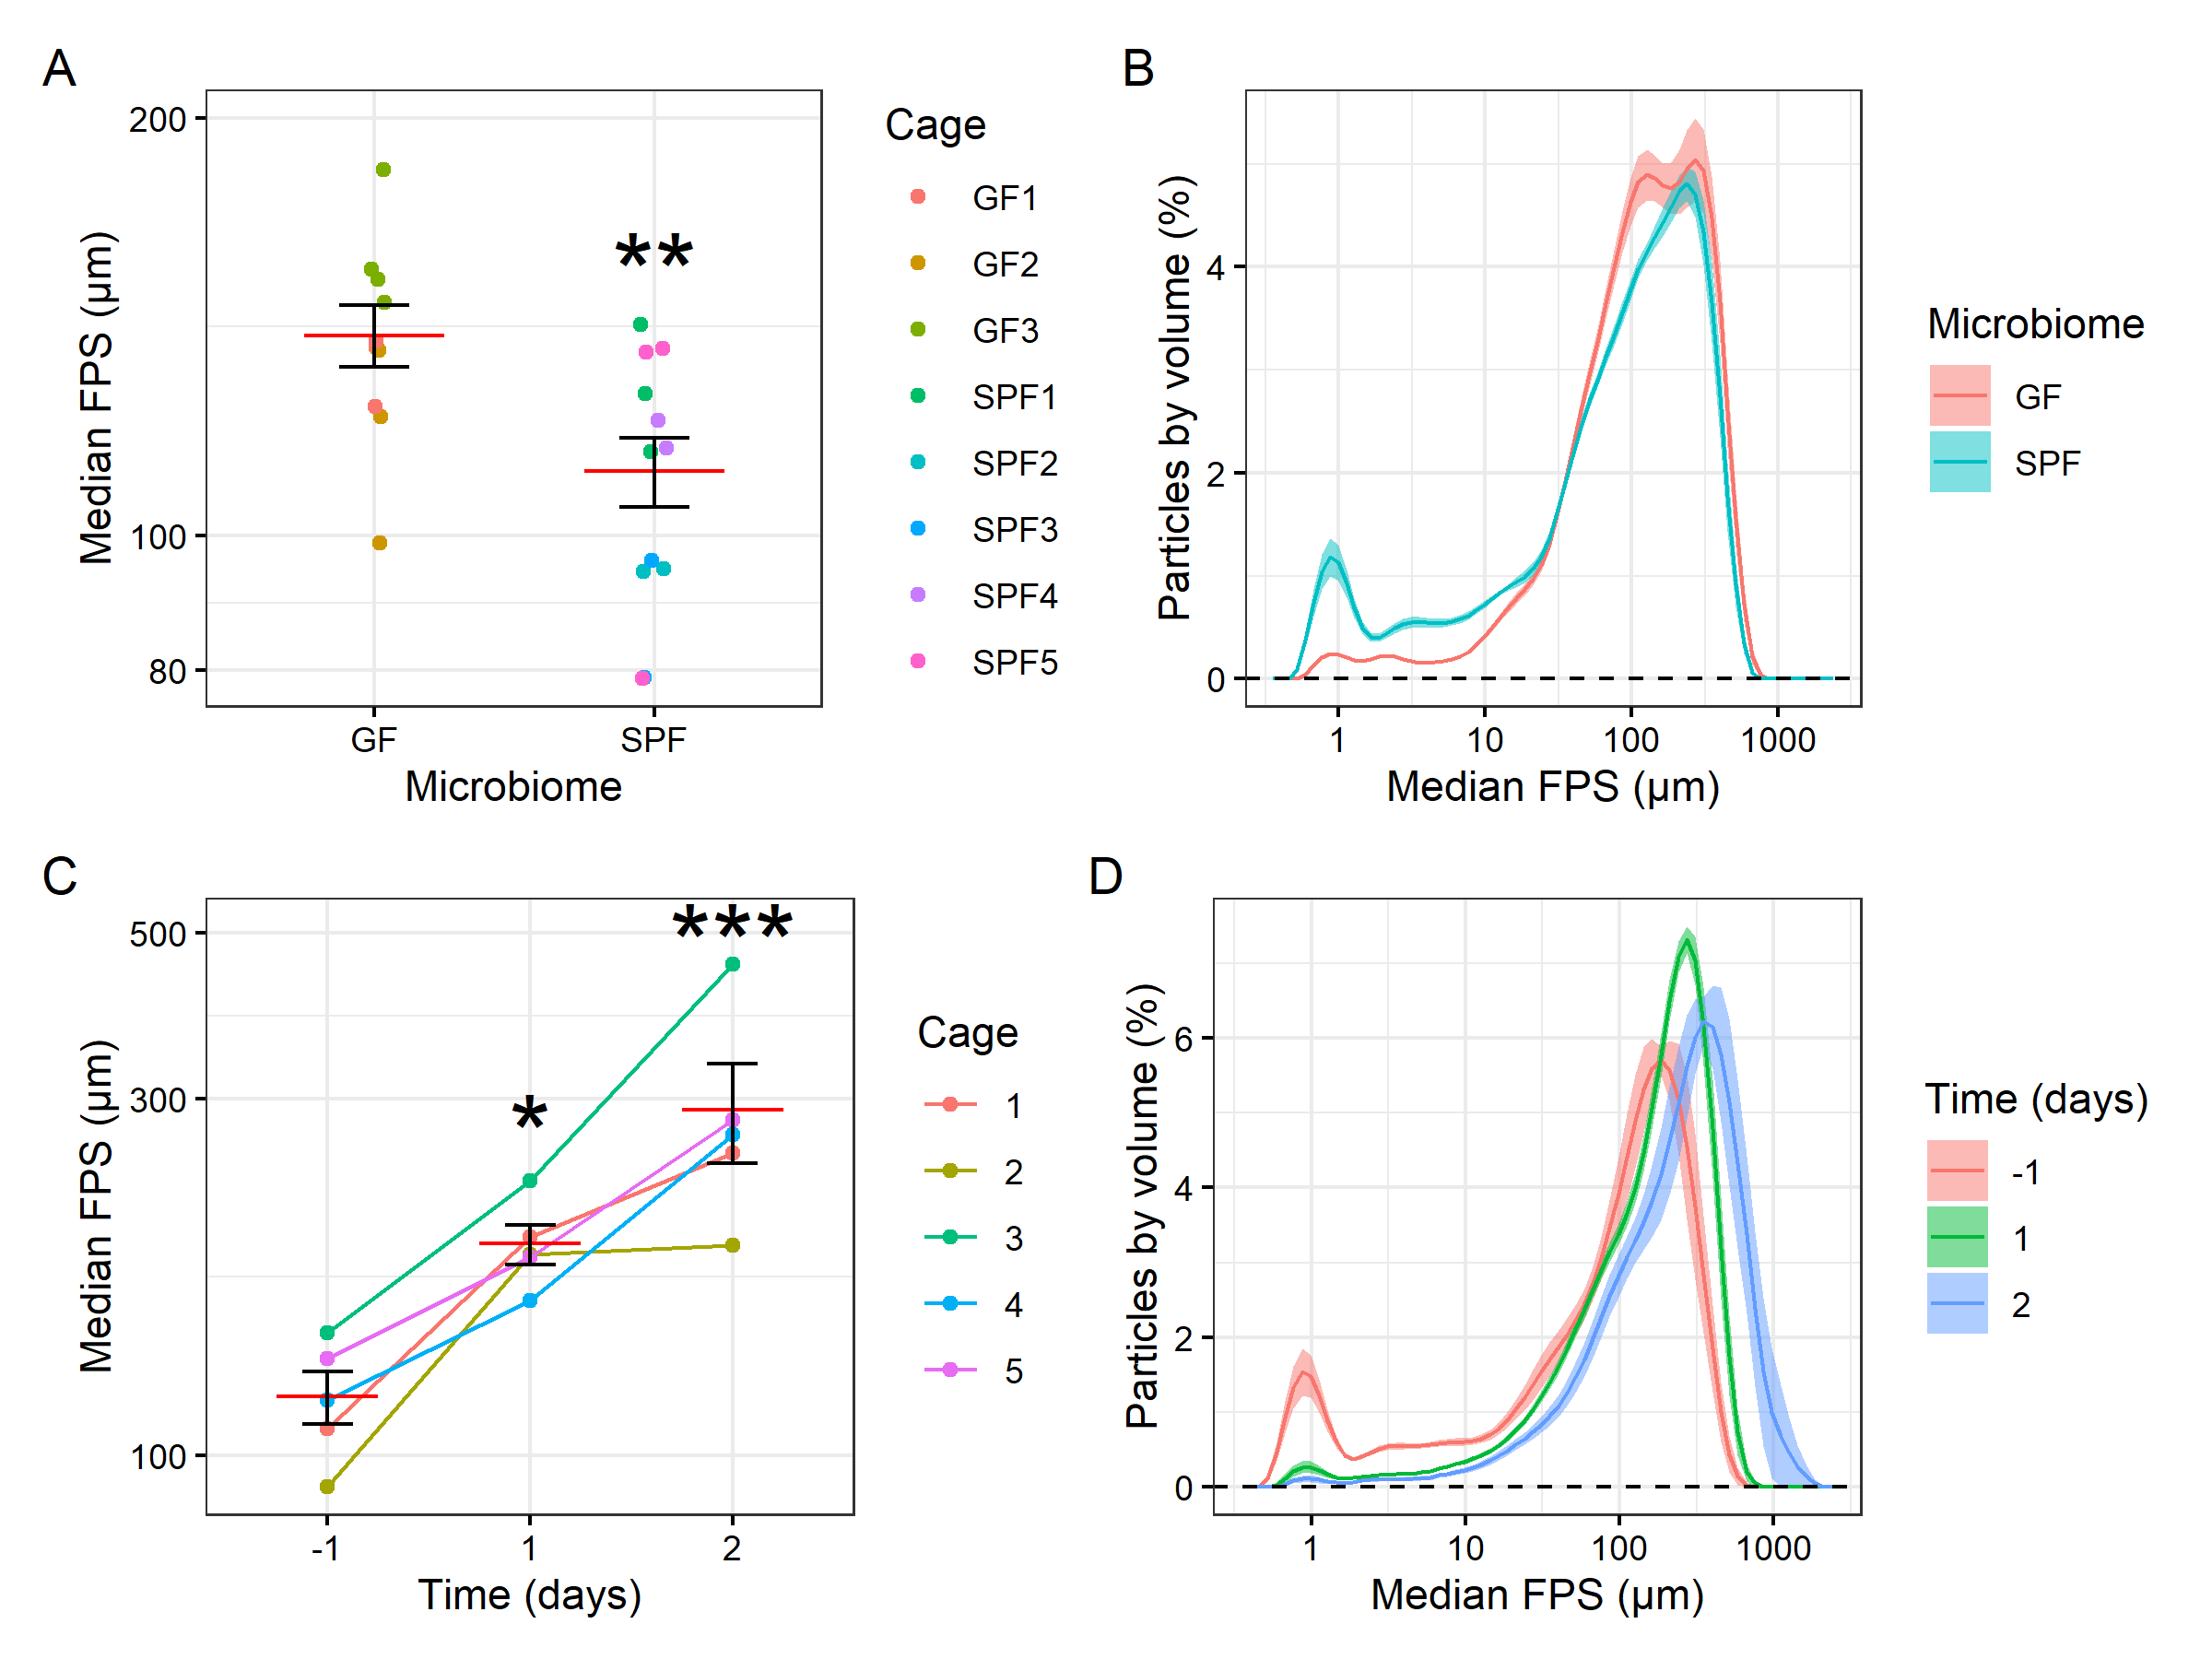 A
Median FPS (µm)
200
100
80
**
GF
SPF
Microbiome
Cage
GF1
GF2
GF3
SPF1
SPF2
SPF3
SPF4
SPF5
B
Particles by volume (%)
4
2
0
1
10
100
1000
Median FPS (µm)
Microbiome
GF
SPF
C
Median FPS (µm)
500
300
100
*
***
-1
1
2
Time (days)
Cage
1
2
3
4
5
D
Particles by volume (%)
6
4
2
0
1
10
100
1000
Median FPS (µm)
Time (days)
-1
1
2